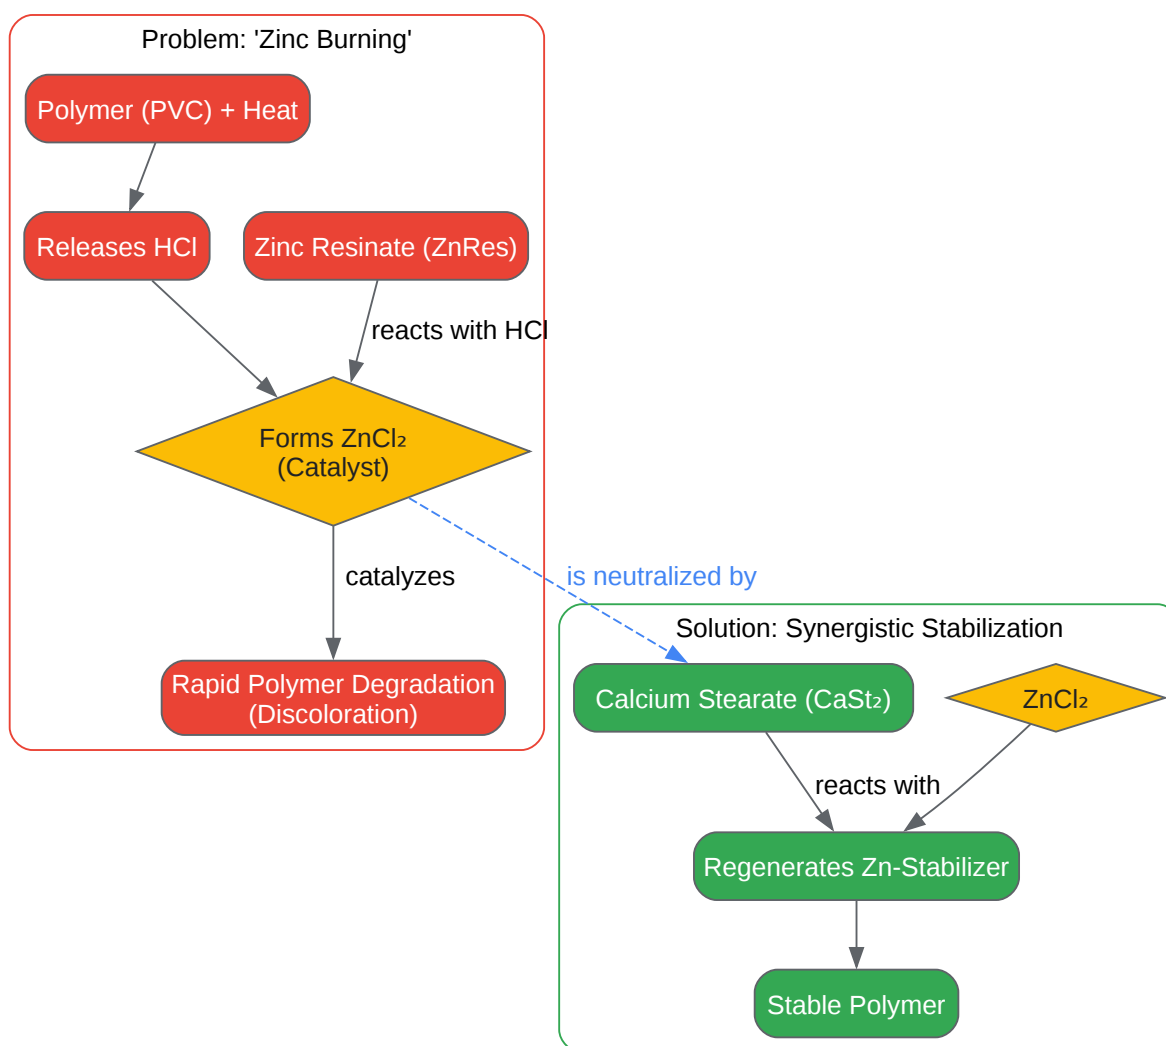 Problem: 'Zinc Burning'
Polymer (PVC) + Heat
Releases HCl
Zinc Resinate (ZnRes)
reacts with HCl
Forms ZnCl₂
(Catalyst)
catalyzes
is neutralized by
Rapid Polymer Degradation
(Discoloration)
Solution: Synergistic Stabilization
Calcium Stearate (CaSt₂)
ZnCl₂
reacts with
Regenerates Zn-Stabilizer
Stable Polymer